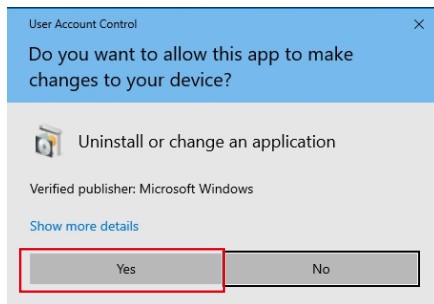 User Account Control
Do you want to allow this app to make
changes to your device?
Uninstall or change an application
Verified publisher: Microsoft Windows
Show more details
Yes No